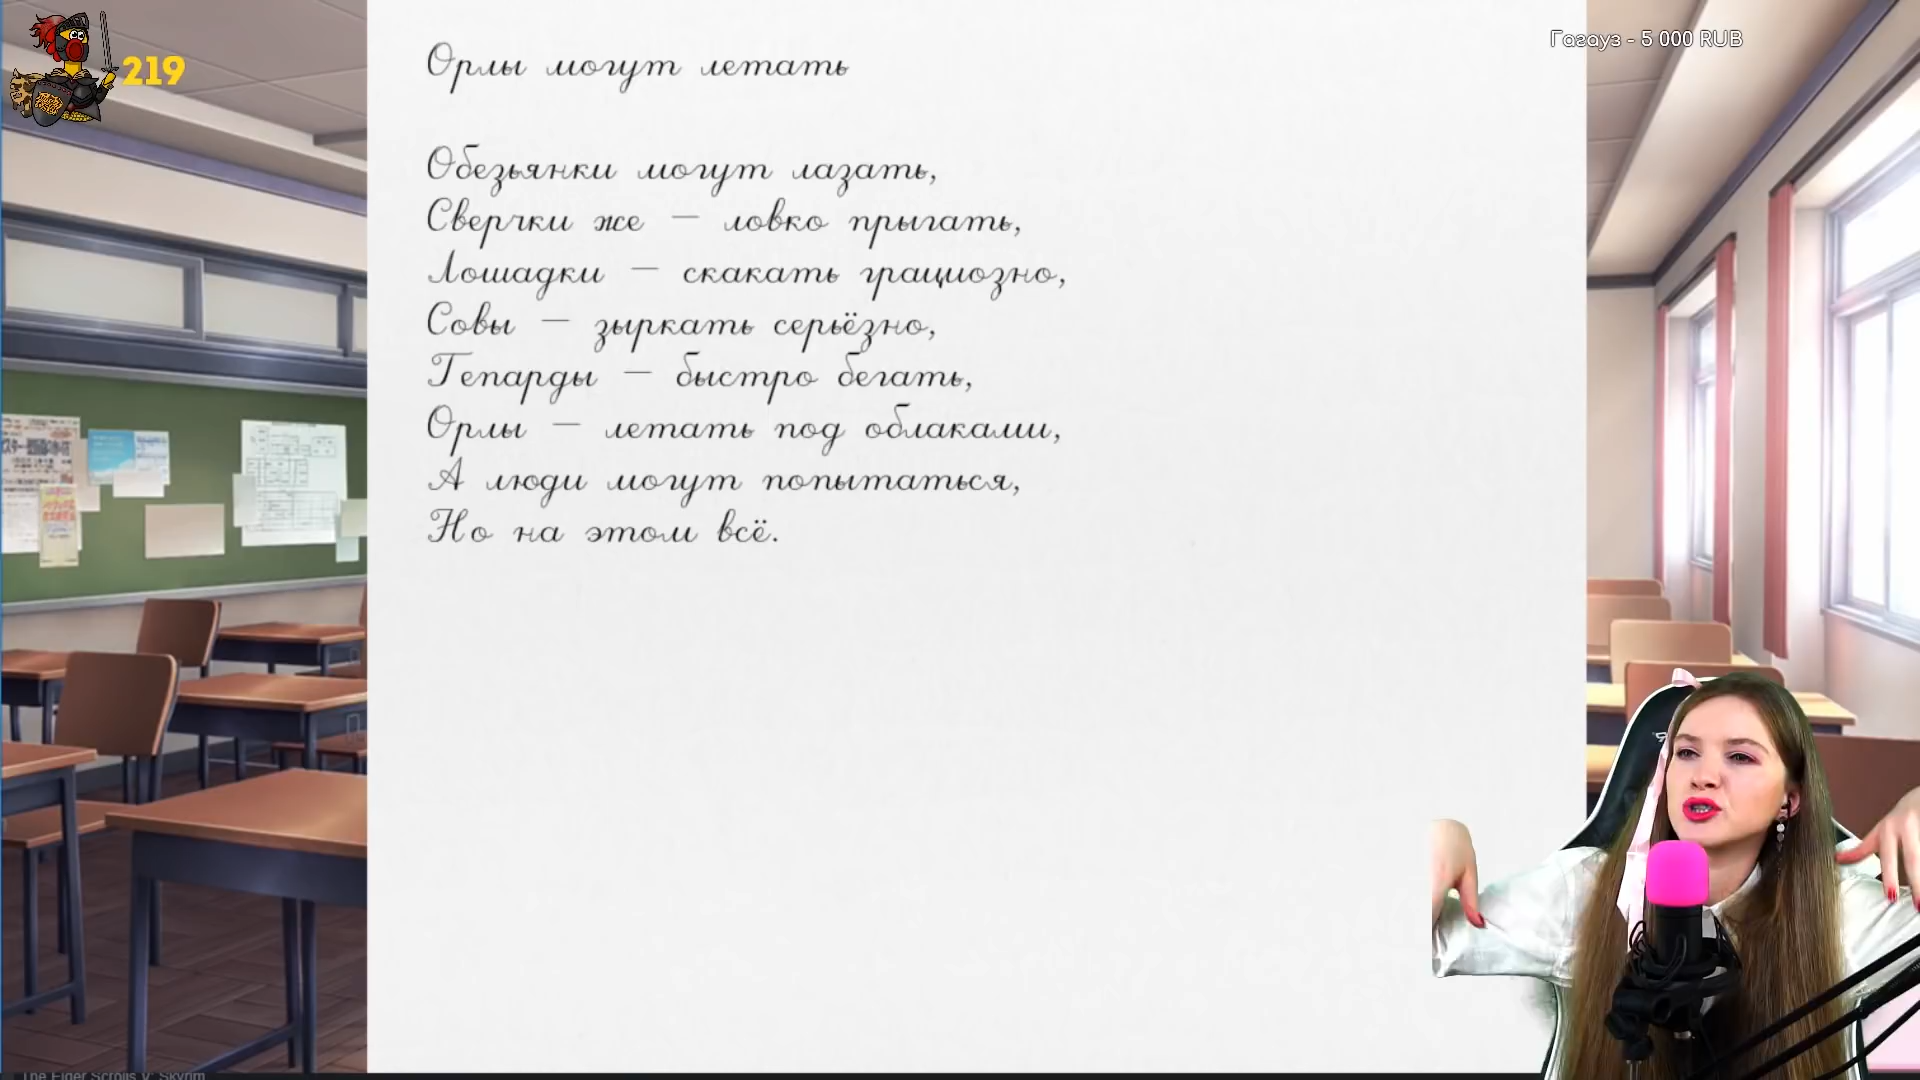 219
Гагауз - 5 000 RUB
Орлы могут летать
Обезьянки могут лазать,
Сверчки же — ловко прыгать,
Лошадки — скакать грациозно,
Совы — зыркать серьёзно,
Гепарды — быстро бегать,
Орлы — летать под облаками,
А люди могут попытаться,
Но на этом всё.
The Elder Scrolls V: Skyrim